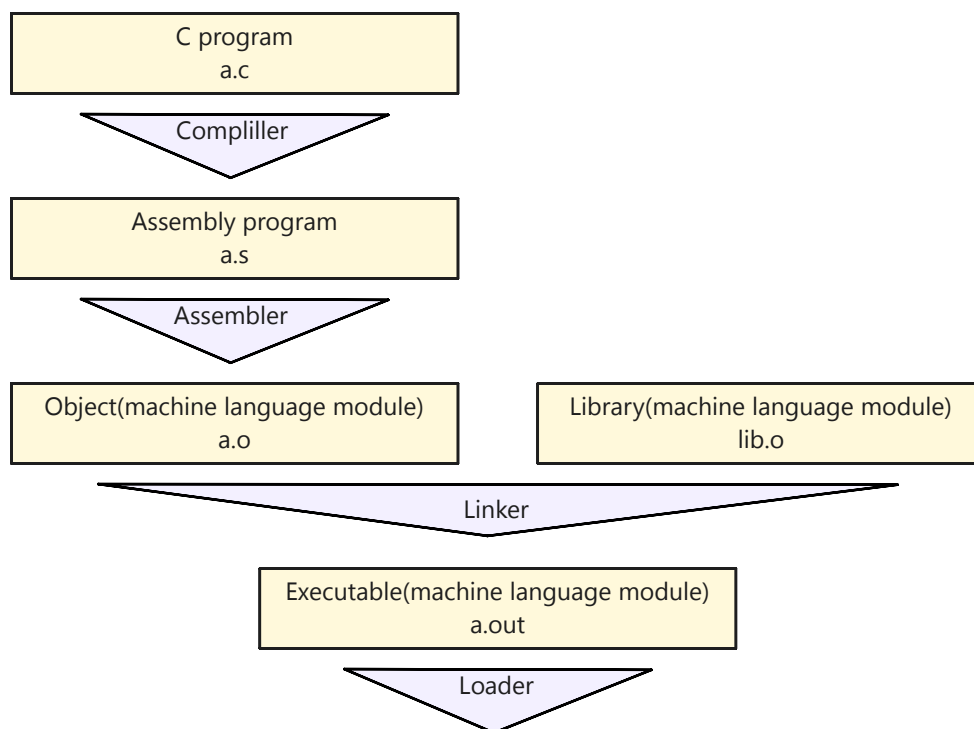 C program
a.c
Compliller
Assembly program
a.s
Assembler
Object(machine language module)
a.o
Library(machine language module)
lib.o
Linker
Executable(machine language module)
a.out
Loader